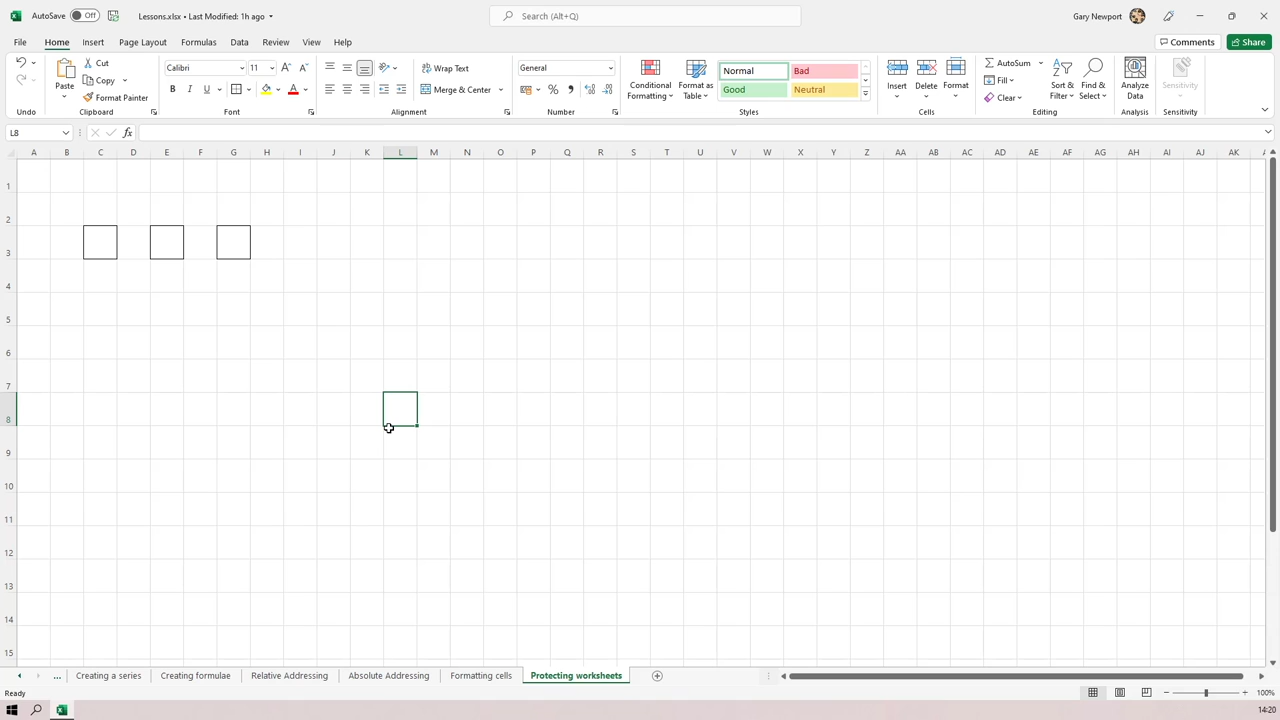 AutoSave Off Lessons.xlsx • Last Modified: 1h ago Search (Alt+Q) Gary Newport
File Home Insert Page Layout Formulas Data Review View Help Comments Share
Paste Cut Copy Format Painter
Calibri 11 B I U A
Wrap Text Merge & Center
General % ,
Conditional Formatting Format as Table Normal Bad Good Neutral
Insert Delete Format
AutoSum Fill Clear Sort & Filter Find & Select
Analyze Data Sensitivity
Undo Clipboard Font Alignment Number Styles Cells Editing Analysis Sensitivity
L8 fx
A B C D E F G H I J K L M N O P Q R S T U V W X Y Z AA AB AC AD AE AF AG AH AI AJ AK
1
2
3
4
5
6
7
8
9
10
11
12
13
14
15
... Creating a series Creating formulae Relative Addressing Absolute Addressing Formatting cells Protecting worksheets
Ready 100%
14:20